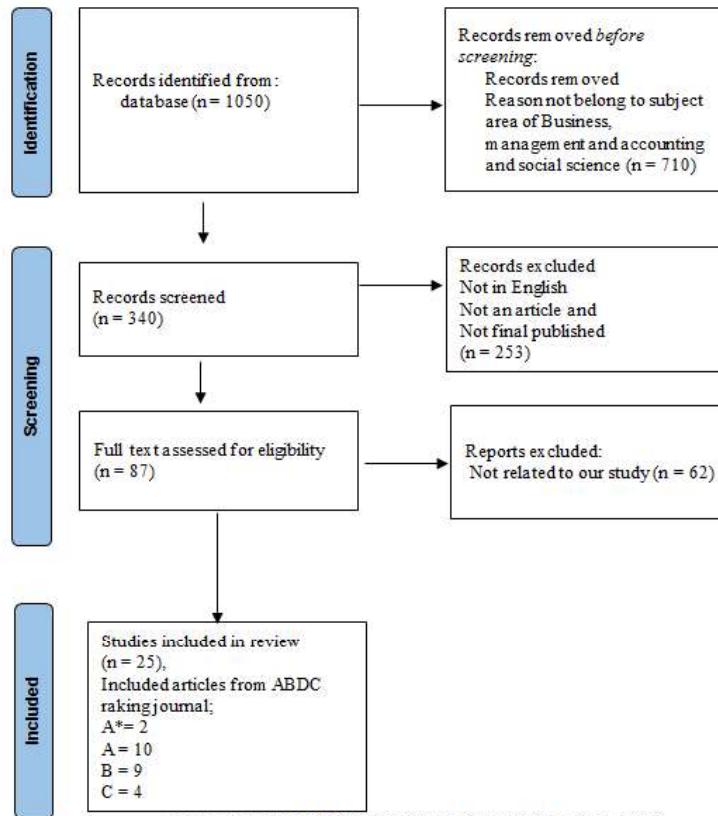 Identification
Records identified from:
database (n = 1050)
Records removed before
screening:
Records removed
Reason not belong to subject
area of Business,
management and accounting
and social science (n = 710)
Screening
Records screened
(n = 340)
Records excluded
Not in English
Not an article and
Not final published
(n = 253)
Full text assessed for eligibility
(n = 87)
Reports excluded:
Not related to our study (n = 62)
Included
Studies included in review
(n = 25),
Included articles from ABDC
raking journal;
A*= 2
A = 10
B = 9
C = 4